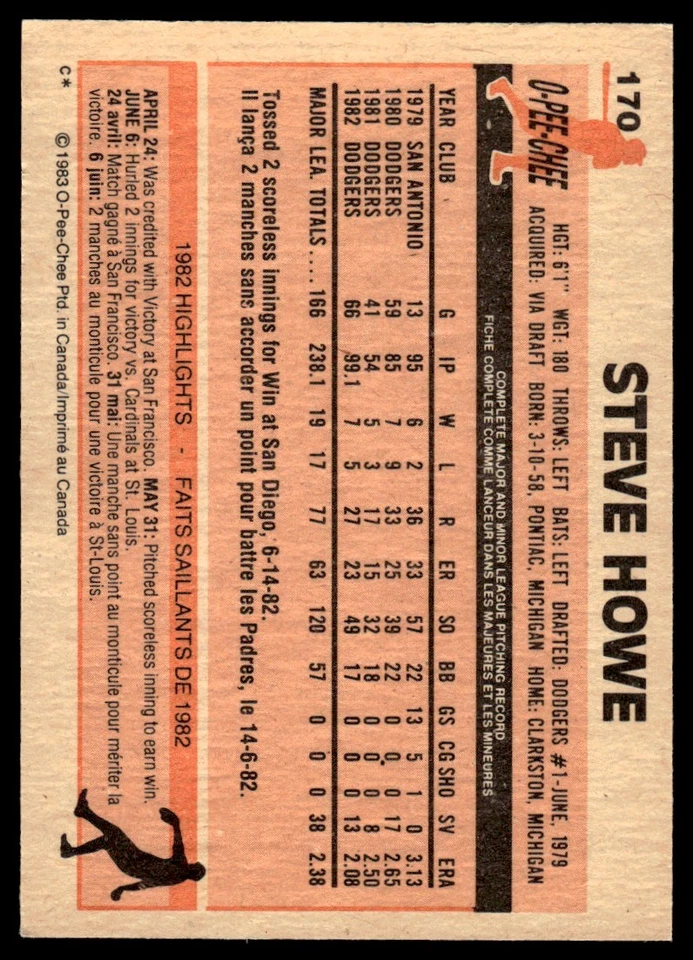 170
STEVE HOWE
O-PEE-CHEE
HGT: 6'1" WGT: 180 THROWS: LEFT BATS: LEFT DRAFTED: DODGERS #1-JUNE, 1979
ACQUIRED: VIA DRAFT BORN: 3-10-58, PONTIAC, MICHIGAN HOME: CLARKSTON, MICHIGAN
COMPLETE MAJOR AND MINOR LEAGUE PITCHING RECORD
FICHE COMPLETE COMME LANCEUR DANS LES MAJEURES ET LES MINEURES
YEAR CLUB G IP W L R ER SO BB GS CG SHO SV ERA
1979 SAN ANTONIO 13 95 6 2 36 33 57 22 13 5 1 0 3.13
1980 DODGERS 59 85 7 9 33 25 39 22 0 0 0 17 2.65
1981 DODGERS 41 54 5 3 17 15 32 18 0 0 0 8 2.50
1982 DODGERS 66 99.1 7 5 27 23 49 17 0 0 0 13 2.08
MAJOR LEA. TOTALS .... 166 238.1 19 17 77 63 120 57 0 0 0 38 2.38
Tossed 2 scoreless innings for Win at San Diego, 6-14-82.
Il lança 2 manches sans accorder un point pour battre les Padres, le 14-6-82.
1982 HIGHLIGHTS - FAITS SAILLANTS DE 1982
APRIL 24: Was credited with Victory at San Francisco. MAY 31: Pitched scoreless inning to earn win.
JUNE 6: Hurled 2 innings for victory vs. Cardinals at St. Louis.
24 avril: Match gagné à San Francisco. 31 mai: Une manche sans point au monticule pour mériter la
victoire. 6 juin: 2 manches au monticule pour une victoire à St-Louis.
C* © 1983 O-Pee-Chee Ptd. in Canada/Imprimé au Canada